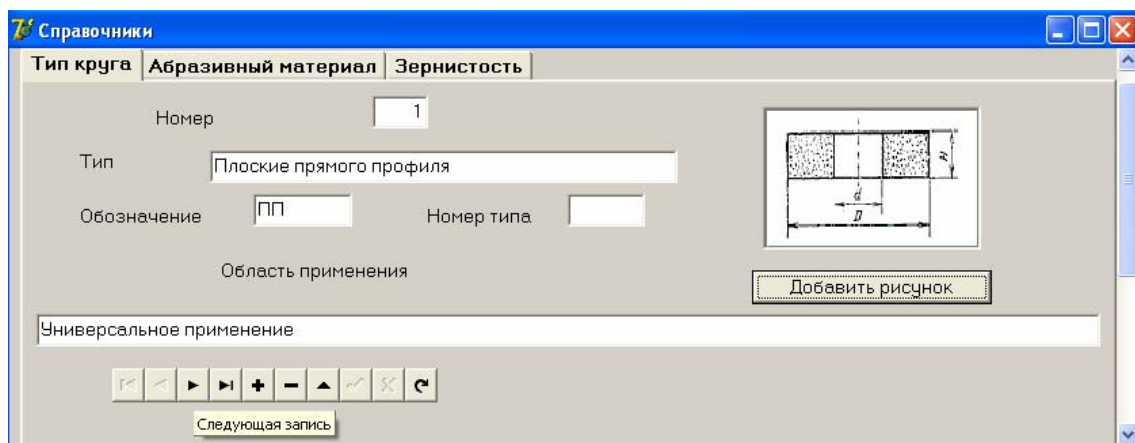 Справочники
Тип круга Абразивный материал Зернистость
Номер 1
Тип Плоские прямого профиля
Обозначение ПП Номер типа
H
d
D
Область применения
Добавить рисунок
Универсальное применение
Следующая запись